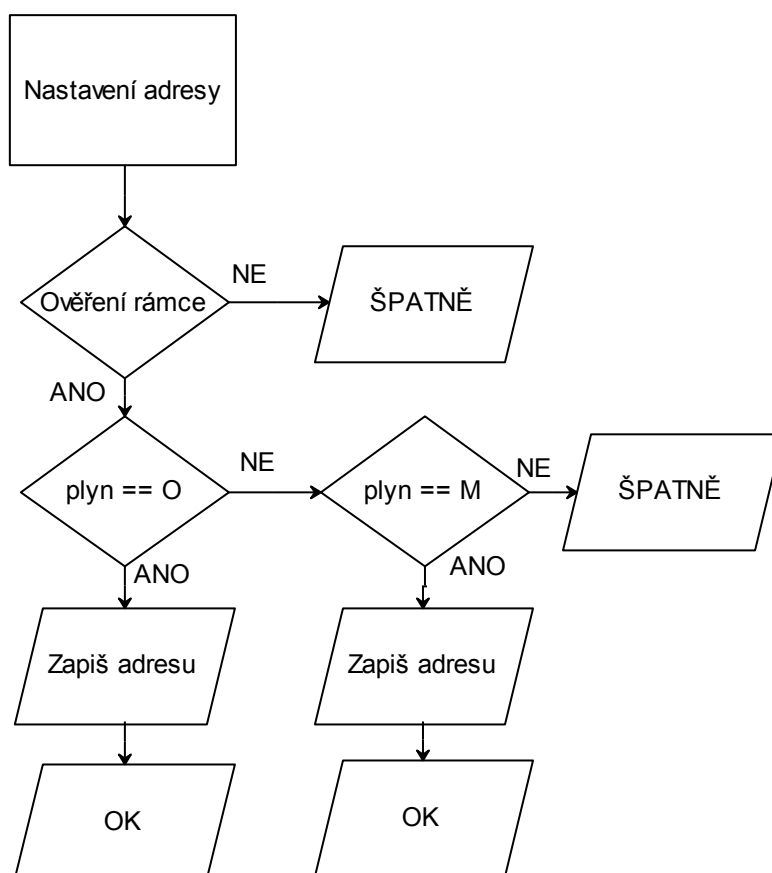 Nastavení adresy
NE
Ověření rámce
ŠPATNĚ
ANO
NE
NE
plyn == O
plyn == M
ŠPATNĚ
ANO
ANO
Zapiš adresu
Zapiš adresu
OK
OK